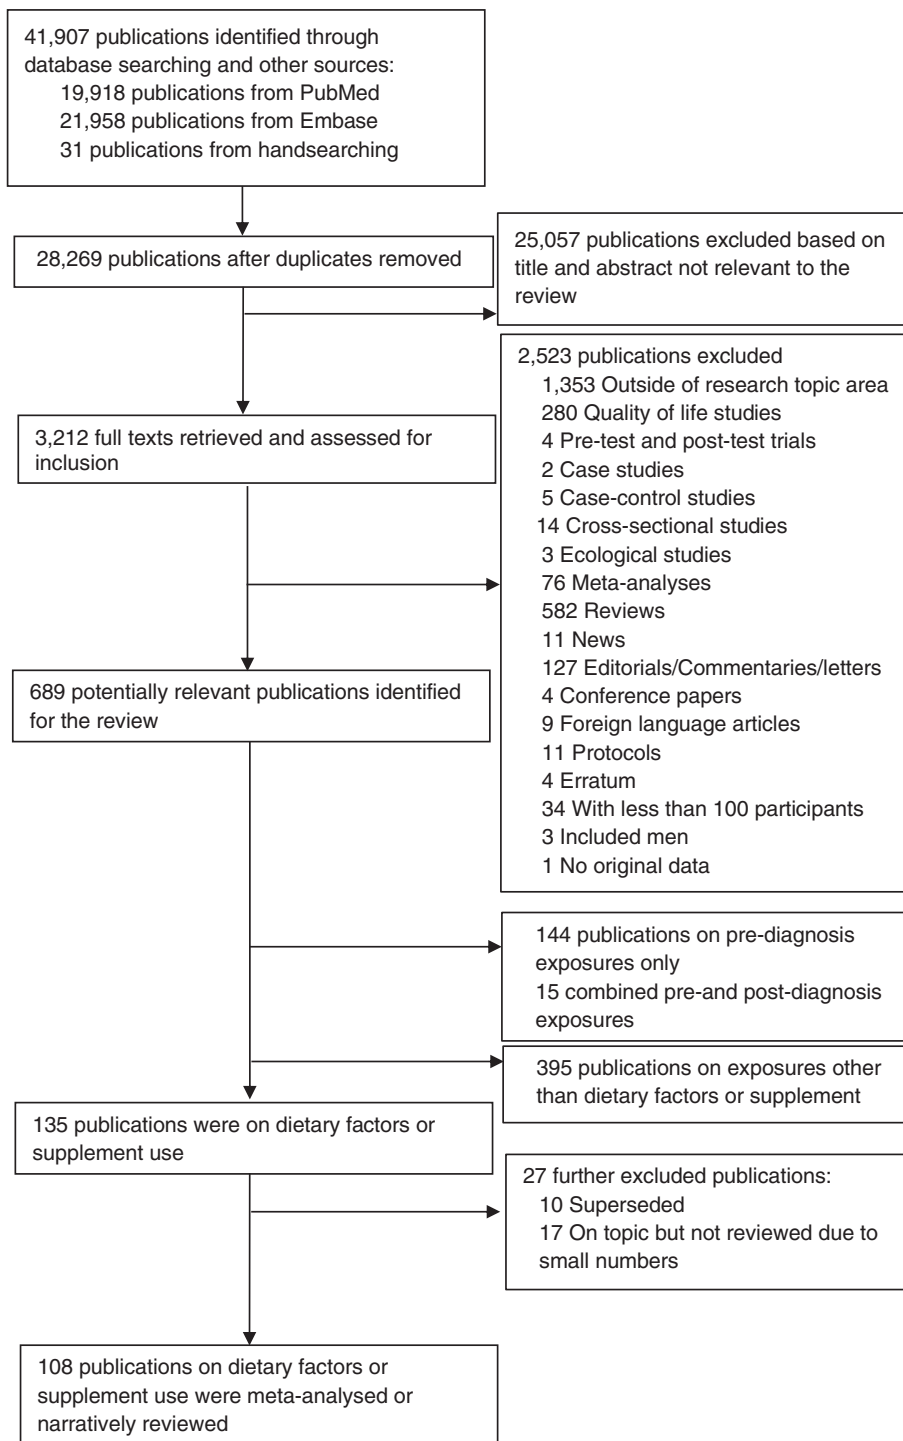 41,907 publications identified through
database searching and other sources:
19,918 publications from PubMed
21,958 publications from Embase
31 publications from handsearching
28,269 publications after duplicates removed
25,057 publications excluded based on
title and abstract not relevant to the
review
3,212 full texts retrieved and assessed for
inclusion
2,523 publications excluded
1,353 Outside of research topic area
280 Quality of life studies
4 Pre-test and post-test trials
2 Case studies
5 Case-control studies
14 Cross-sectional studies
3 Ecological studies
76 Meta-analyses
582 Reviews
11 News
127 Editorials/Commentaries/letters
4 Conference papers
9 Foreign language articles
11 Protocols
4 Erratum
34 With less than 100 participants
3 Included men
1 No original data
689 potentially relevant publications identified
for the review
144 publications on pre-diagnosis
exposures only
15 combined pre-and post-diagnosis
exposures
395 publications on exposures other
than dietary factors or supplement
135 publications were on dietary factors or
supplement use
27 further excluded publications:
10 Superseded
17 On topic but not reviewed due to
small numbers
108 publications on dietary factors or
supplement use were meta-analysed or
narratively reviewed